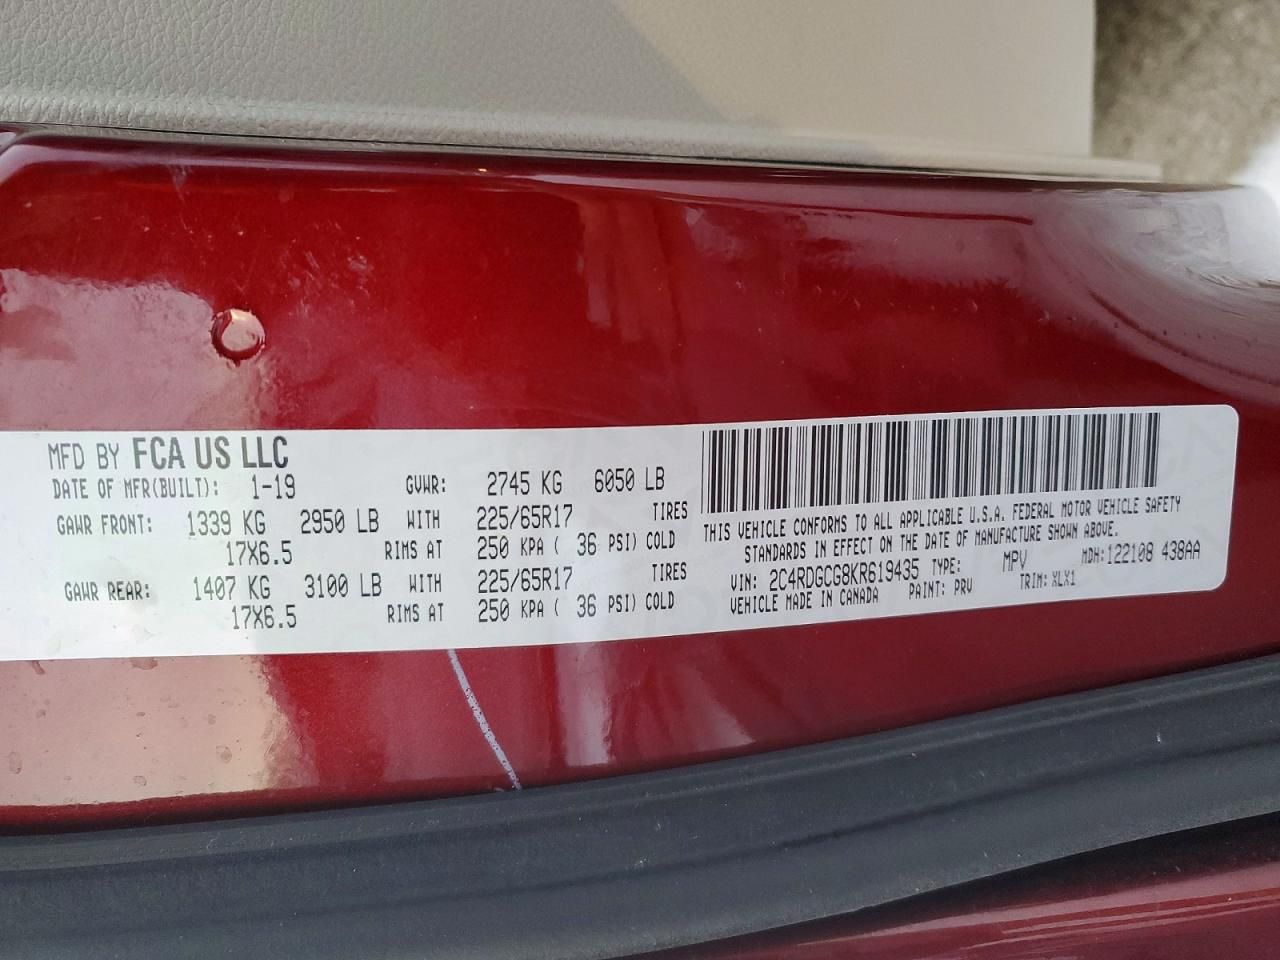 MFD BY FCA US LLC
DATE OF MFR(BUILT): 1-19 GVWR: 2745 KG 6050 LB
GAWR FRONT: 1339 KG 2950 LB WITH 225/65R17 TIRES
17X6.5 RIMS AT 250 KPA ( 36 PSI) COLD
GAWR REAR: 1407 KG 3100 LB WITH 225/65R17 TIRES
17X6.5 RIMS AT 250 KPA ( 36 PSI) COLD
THIS VEHICLE CONFORMS TO ALL APPLICABLE U.S.A. FEDERAL MOTOR VEHICLE SAFETY
STANDARDS IN EFFECT ON THE DATE OF MANUFACTURE SHOWN ABOVE.
VIN: 2C4RDGCG8KR619435 TYPE: MPV MDH:122108 438AA
VEHICLE MADE IN CANADA PAINT: PRV TRIM: XLX1